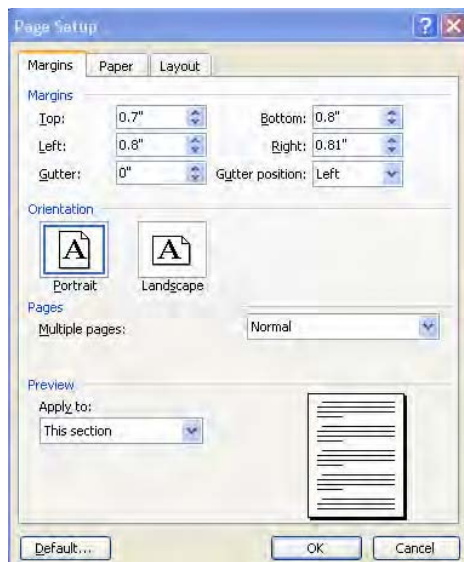 Page Setup
Margins Paper Layout
Margins
Top: 0.7" Bottom: 0.8"
Left: 0.8" Right: 0.81"
Gutter: 0" Gutter position: Left
Orientation
A A
Portrait Landscape
Pages
Multiple pages: Normal
Preview
Apply to:
This section
Default... OK Cancel